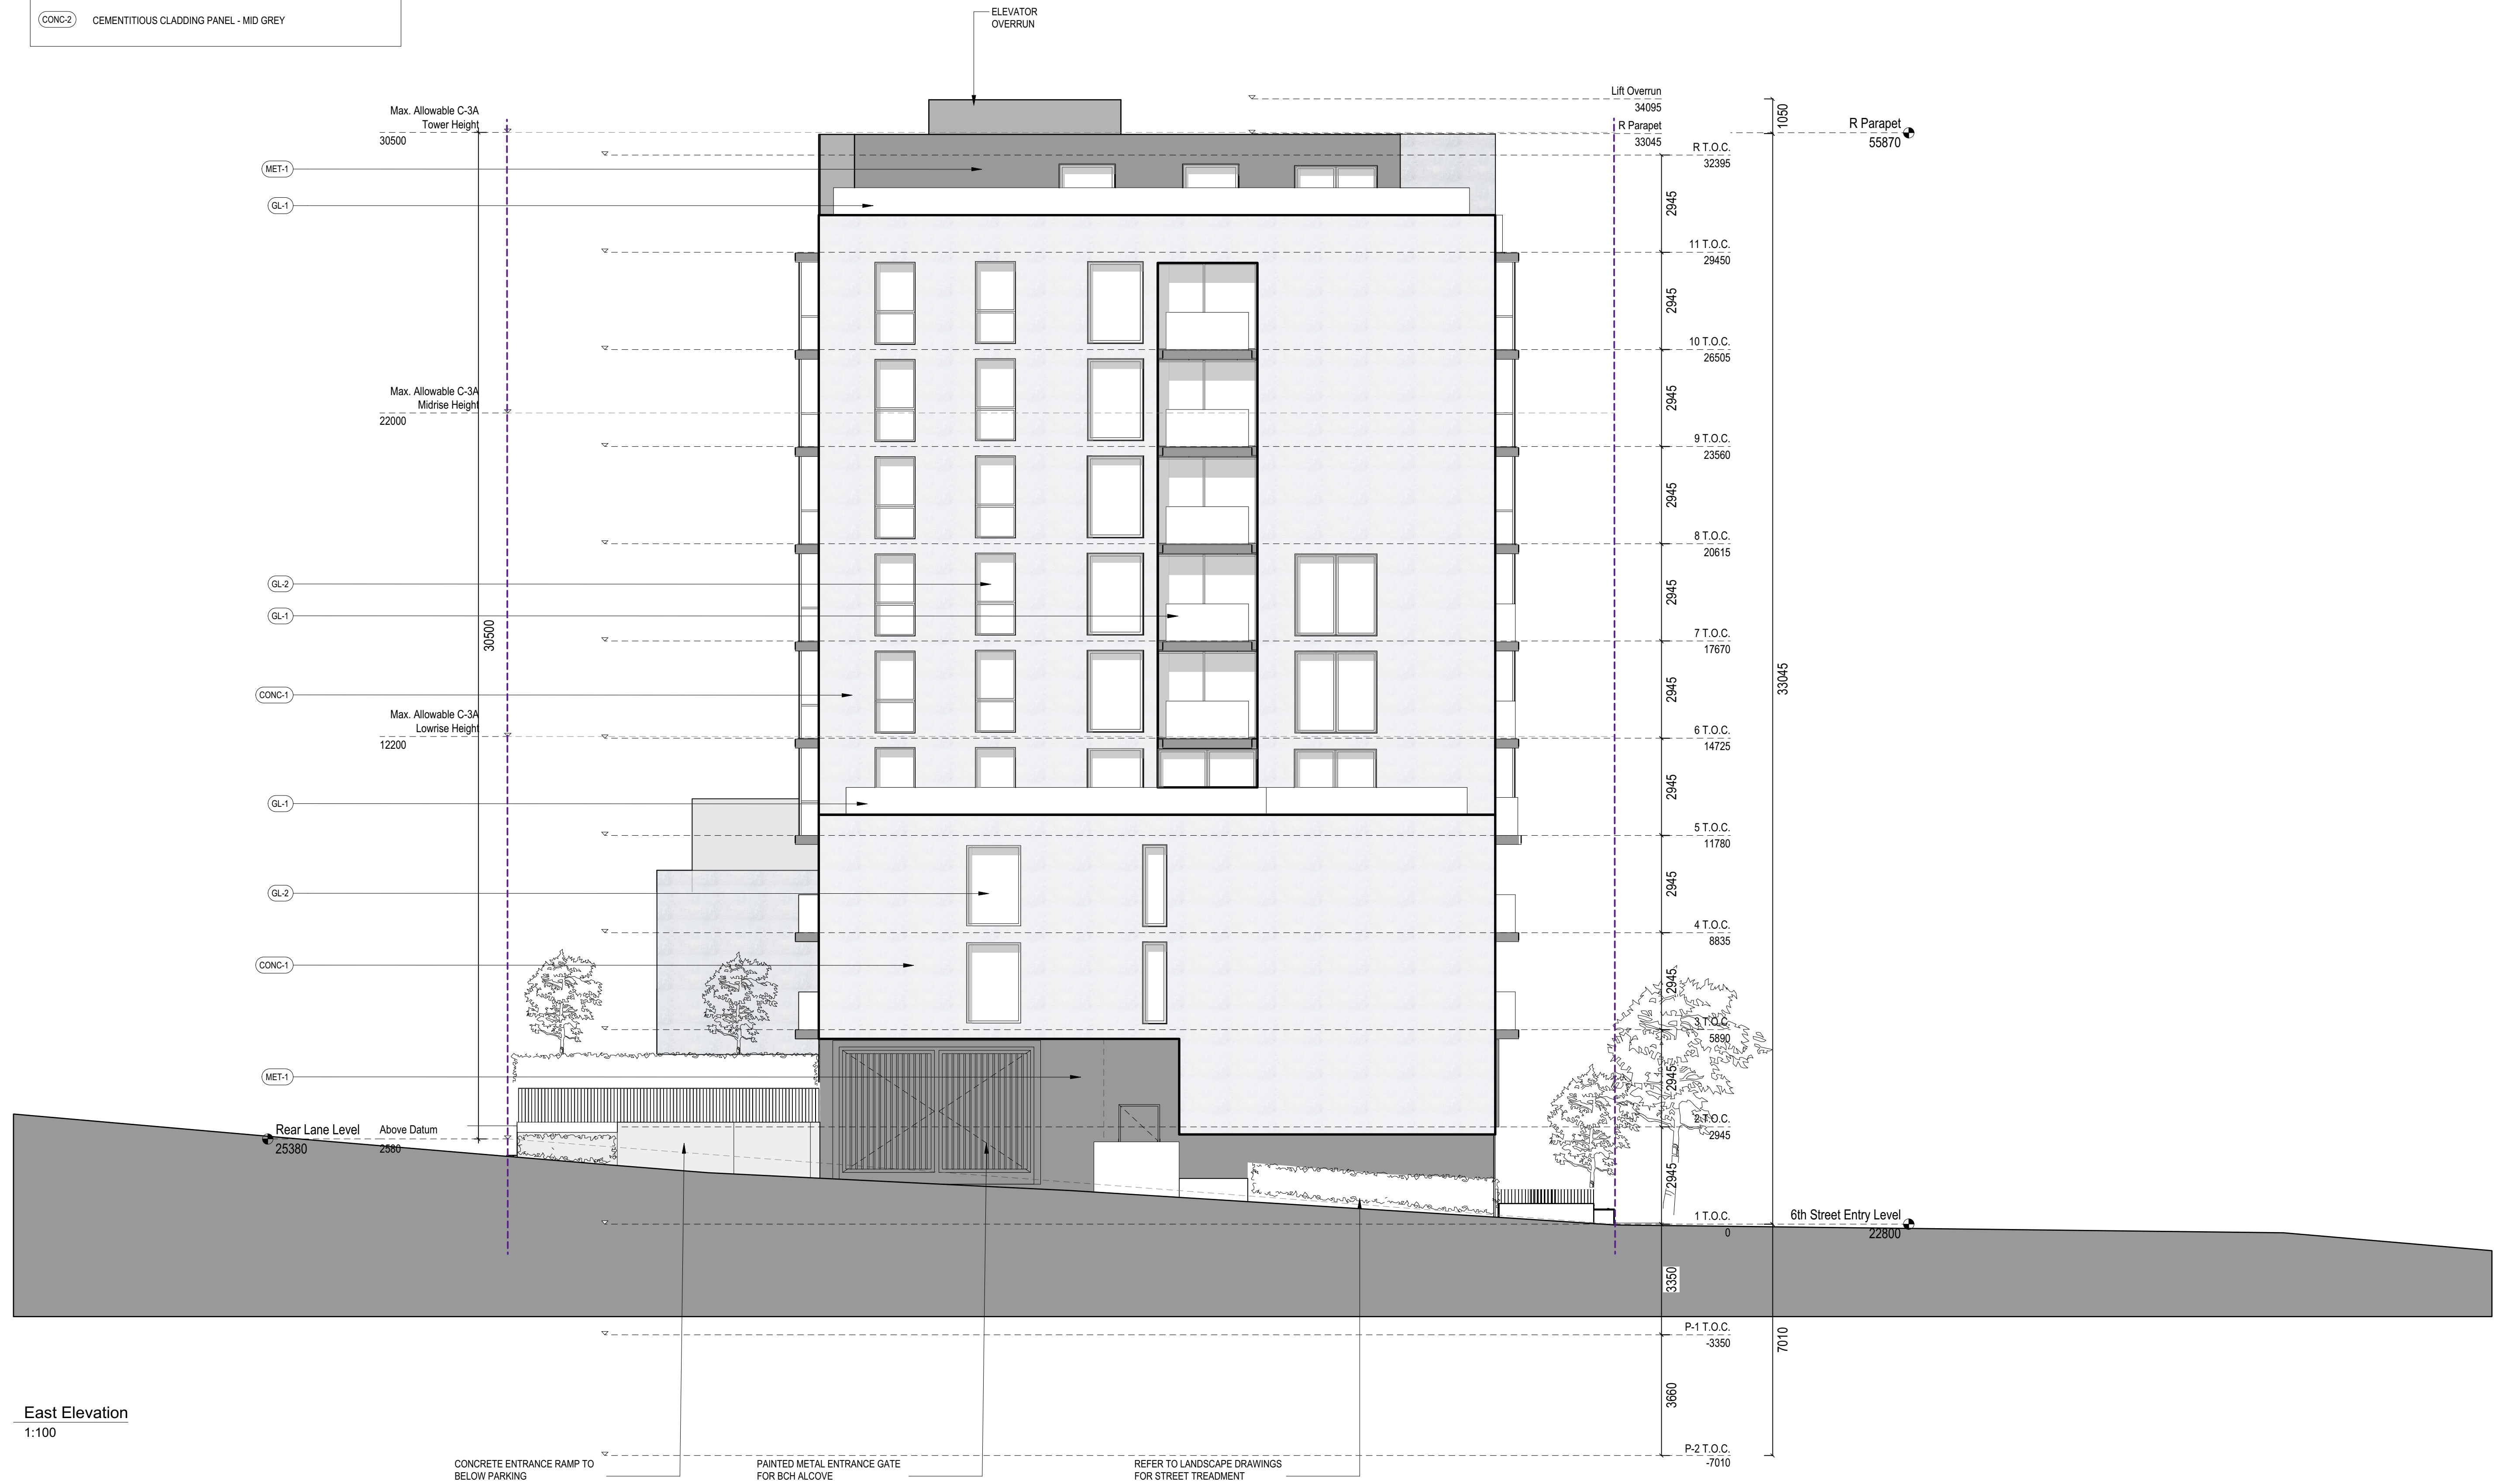 CONC-2 CEMENTITIOUS CLADDING PANEL - MID GREY
ELEVATOR
OVERRUN
Max. Allowable C-3A
Tower Height
30500
Lift Overrun
34095
R Parapet
33045
1050
R Parapet
55870
MET-1
R T.O.C.
32395
GL-1
2945
11 T.O.C.
29450
2945
10 T.O.C.
26505
Max. Allowable C-3A
Midrise Height
22000
2945
9 T.O.C.
23560
2945
8 T.O.C.
20615
GL-2
2945
GL-1
30500
7 T.O.C.
17670
33045
CONC-1
2945
Max. Allowable C-3A
Lowrise Height
12200
6 T.O.C.
14725
2945
GL-1
5 T.O.C.
11780
GL-2
2945
4 T.O.C.
8835
CONC-1
2945
3 T.O.C.
5890
MET-1
2945
2 T.O.C.
2945
Rear Lane Level
25380
Above Datum
2580
2945
1 T.O.C.
0
6th Street Entry Level
22800
3350
P-1 T.O.C.
-3350
7010
3660
East Elevation
1:100
P-2 T.O.C.
-7010
CONCRETE ENTRANCE RAMP TO
BELOW PARKING
PAINTED METAL ENTRANCE GATE
FOR BCH ALCOVE
REFER TO LANDSCAPE DRAWINGS
FOR STREET TREADMENT